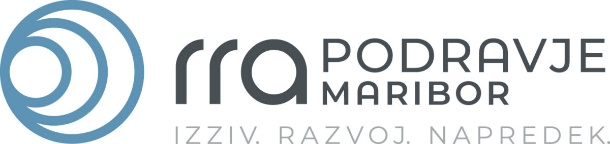 rra PODRAVJE
MARIBOR
IZZIV. RAZVOJ. NAPREDEK.